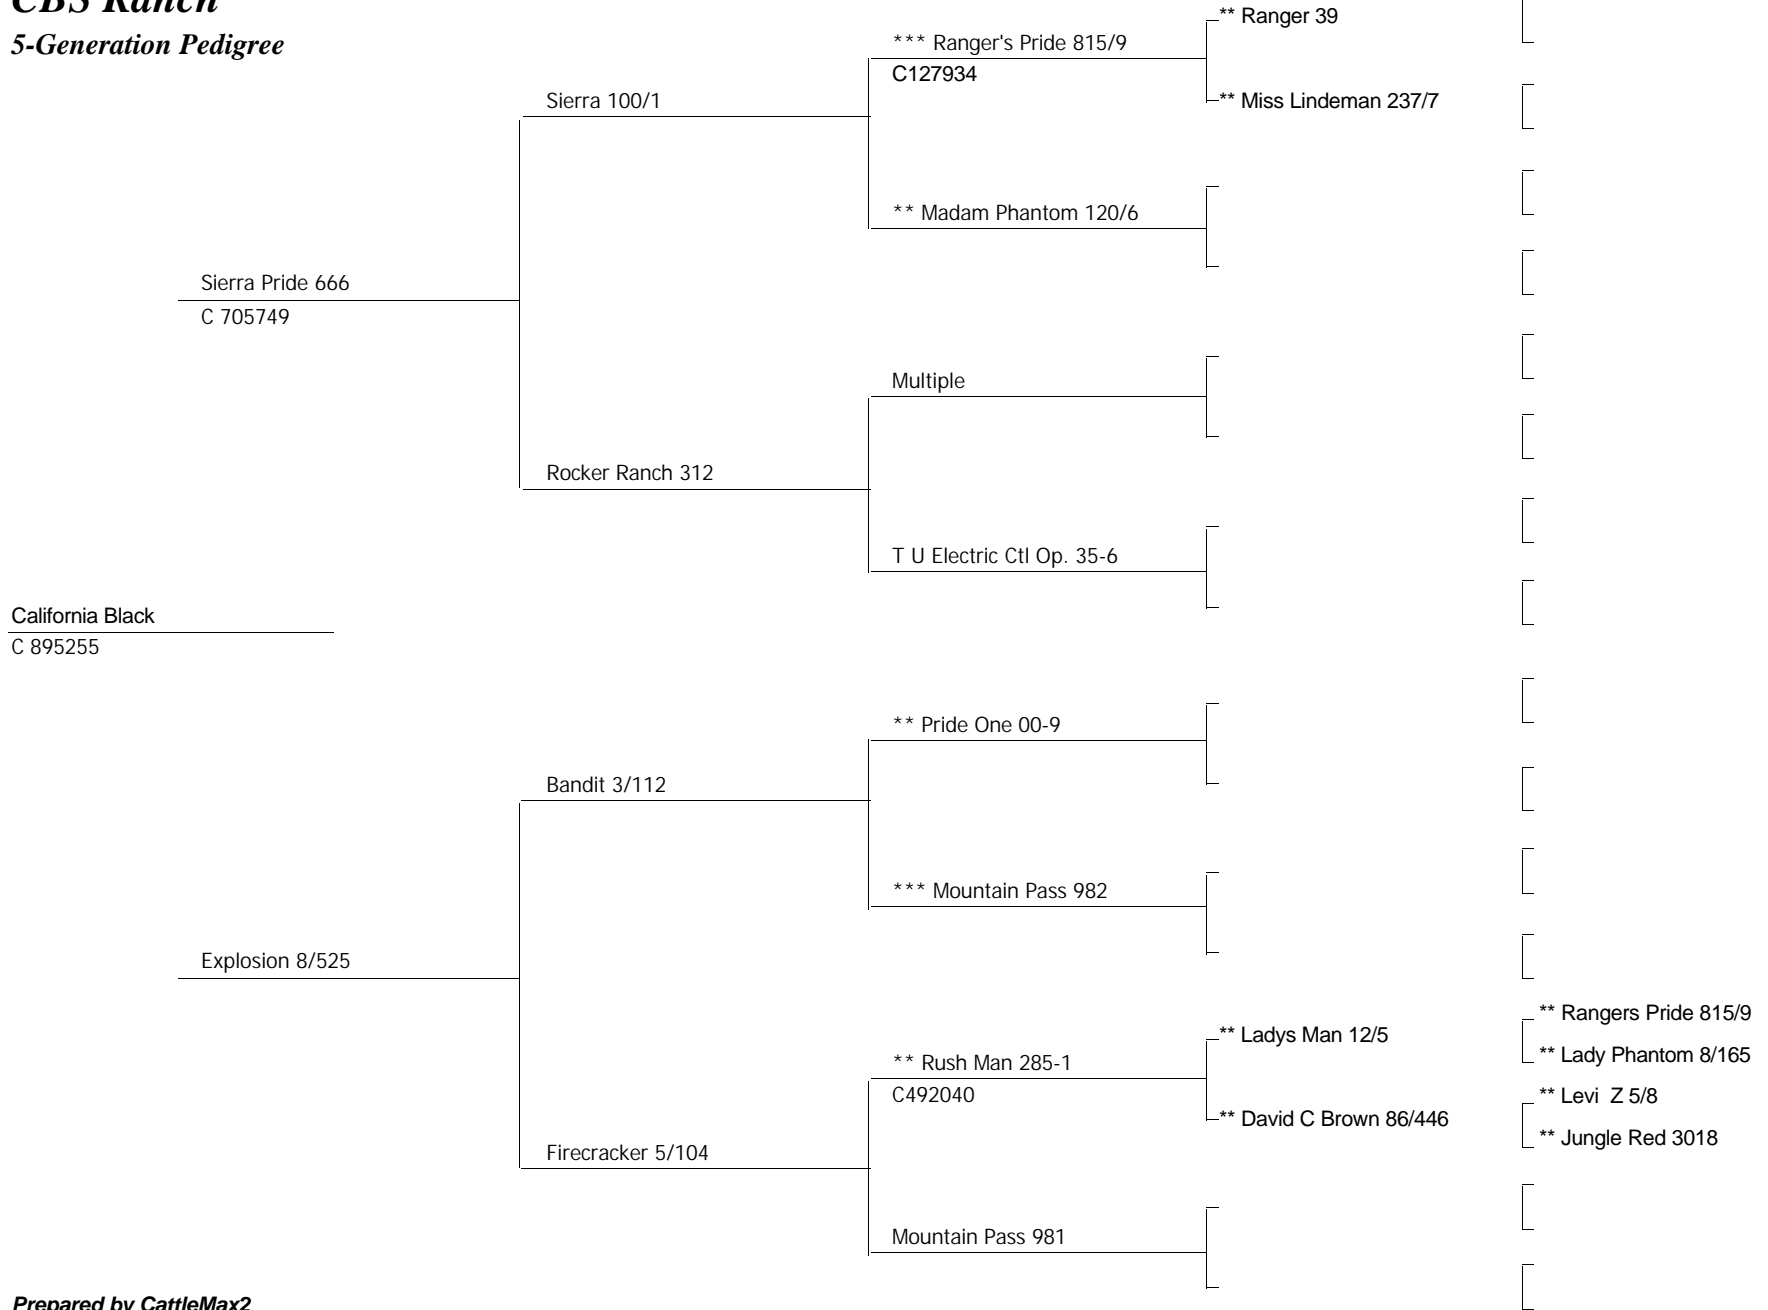 CBS Ranch
5-Generation Pedigree
** Ranger 39
*** Ranger's Pride 815/9
C127934
Sierra 100/1
** Miss Lindeman 237/7
** Madam Phantom 120/6
Sierra Pride 666
C 705749
Multiple
Rocker Ranch 312
T U Electric Ctl Op. 35-6
California Black
C 895255
** Pride One 00-9
Bandit 3/112
*** Mountain Pass 982
Explosion 8/525
** Rangers Pride 815/9
** Ladys Man 12/5
** Lady Phantom 8/165
** Rush Man 285-1
C492040
** Levi  Z 5/8
** David C Brown 86/446
** Jungle Red 3018
Firecracker 5/104
Mountain Pass 981
Prepared by CattleMax2